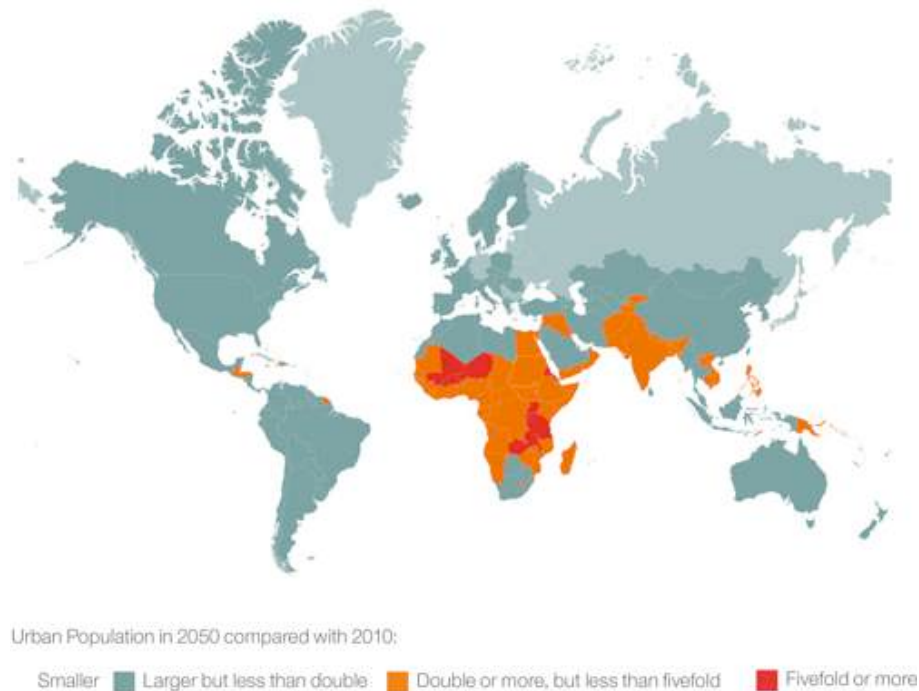 Urban Population in 2050 compared with 2010:
Smaller Larger but less than double Double or more, but less than fivefold Fivefold or more